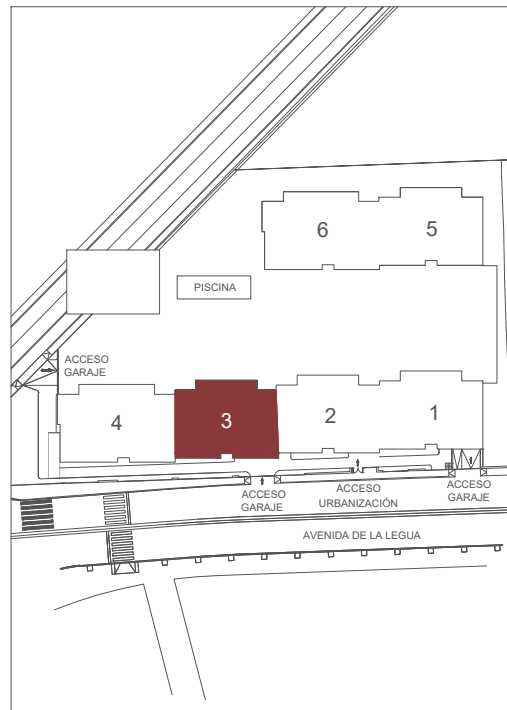 6
5
PISCINA
ACCESO
GARAJE
4
3
2
1
ACCESO
GARAJE
ACCESO
URBANIZACIÓN
ACCESO
GARAJE
AVENIDA DE LA LEGUA